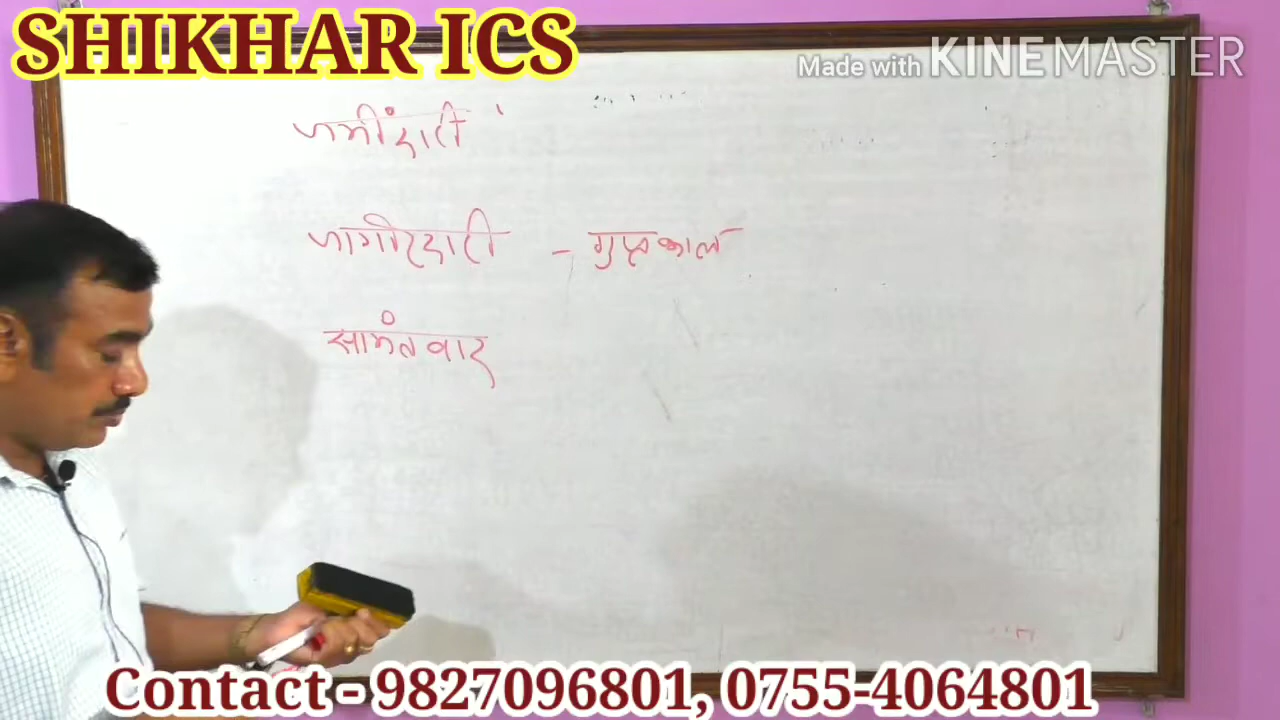 SHIKHAR ICS
Made with KINEMASTER
जमींदारी
जागीरदारी - गुप्तकाल
सामंतवाद
Contact - 9827096801, 0755-4064801